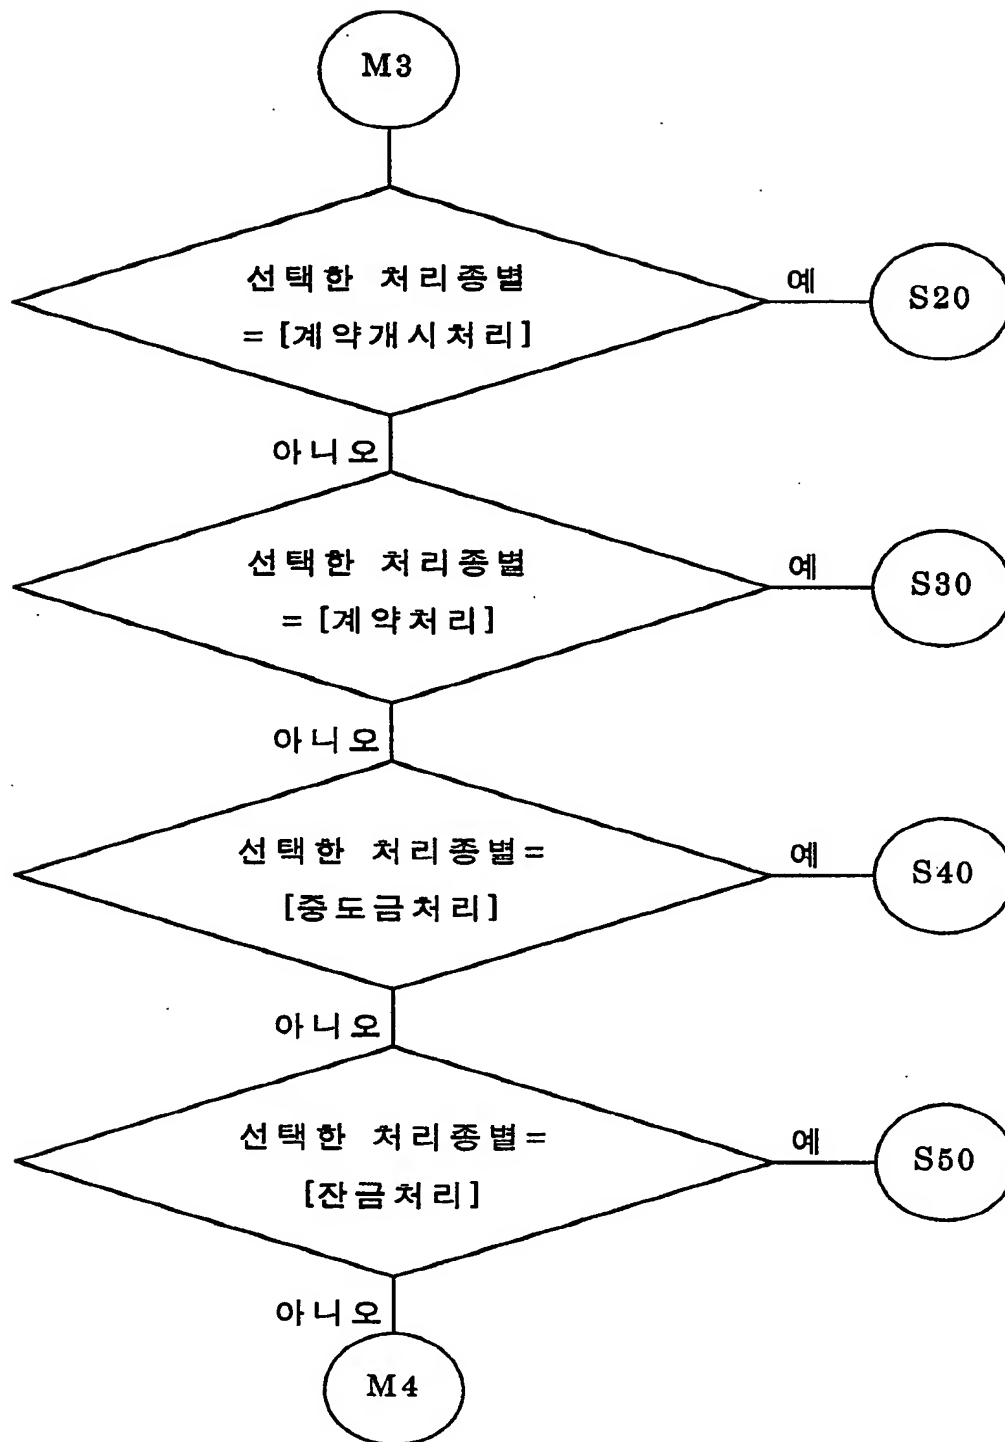 M3
선택한 처리종별
= [계약개시처리]
예
S20
아니오
선택한 처리종별
= [계약처리]
예
S30
아니오
선택한 처리종별=
[중도금처리]
예
S40
아니오
선택한 처리종별=
[잔금처리]
예
S50
아니오
M4